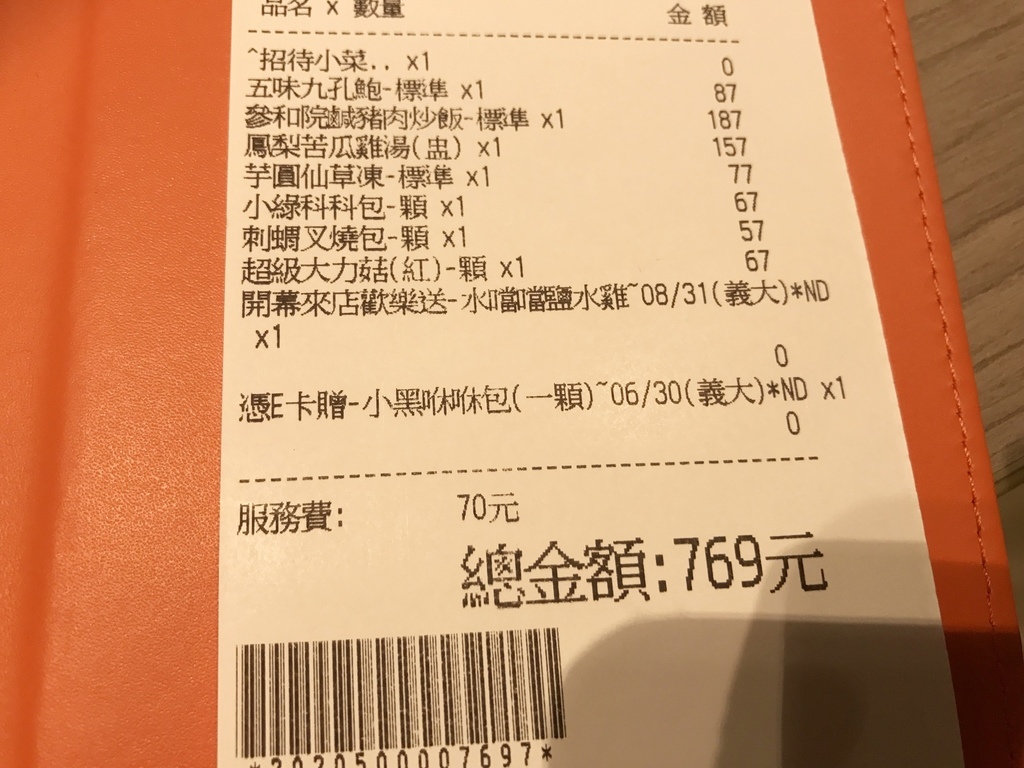 品名 x 數量 金 額
^招待小菜.. x1 0
五味九孔鮑-標準 x1 87
參和院鹹豬肉炒飯-標準 x1 187
鳳梨苦瓜雞湯(盅) x1 157
芋圓仙草凍-標準 x1 77
小綠科科包-顆 x1 67
刺蝟叉燒包-顆 x1 57
超級大力菇(紅)-顆 x1 67
開幕來店歡樂送-水噹噹鹽水雞~08/31(義大)*ND
x1
0
憑E卡贈-小黑咻咻包(一顆)~06/30(義大)*ND x1
0
服務費: 70元
總金額:769元
*2020500007697*